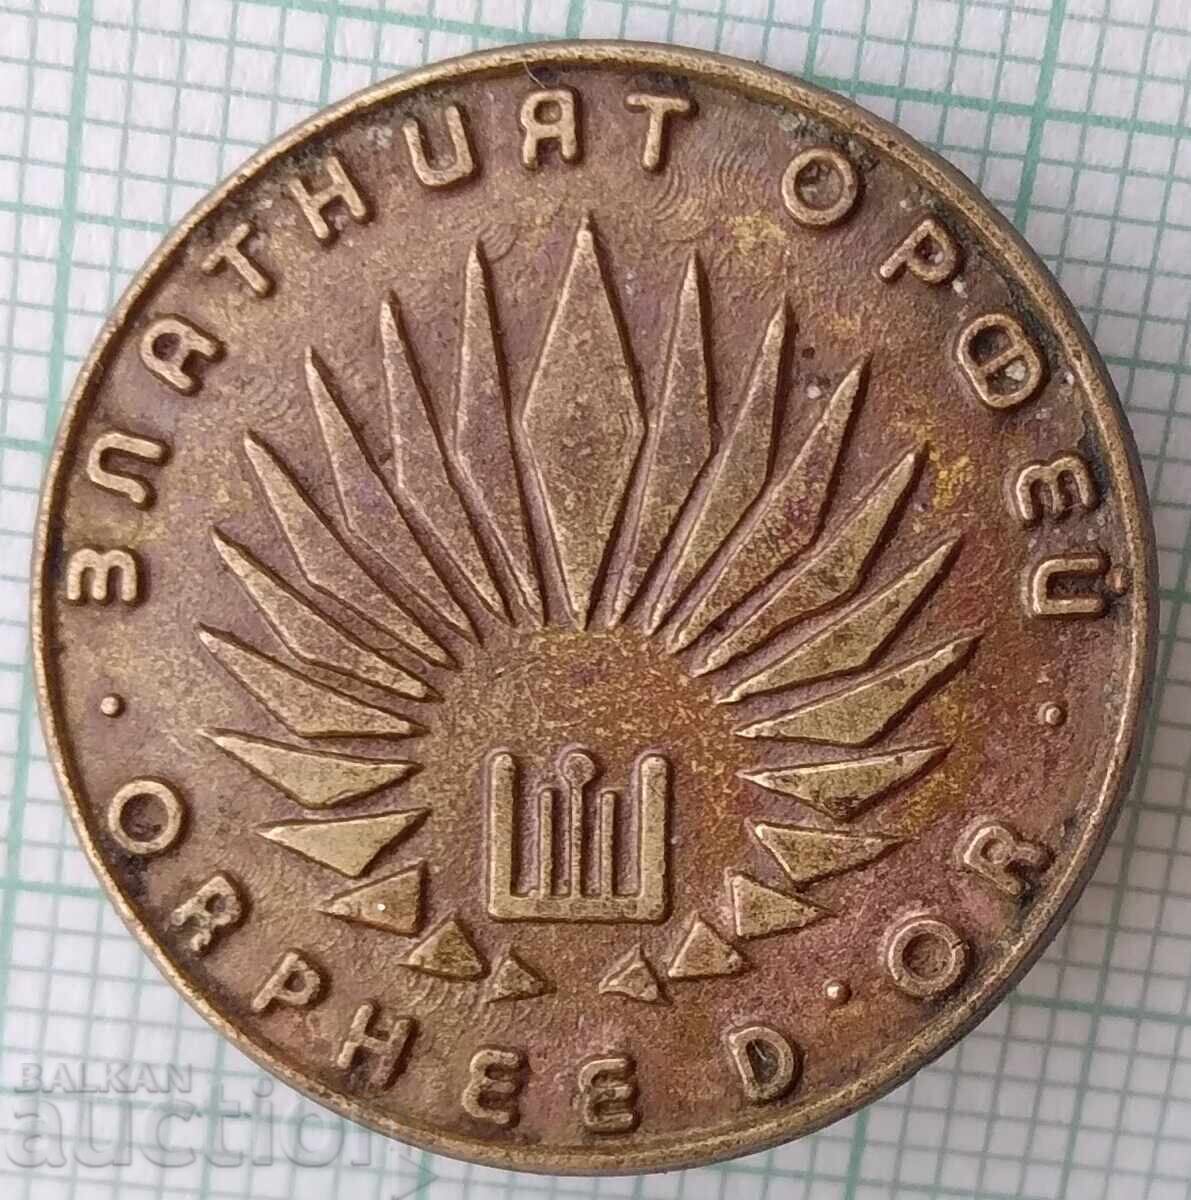 ЗЛАТНИЯТ ОРФЕЙ
· ORPHEE D·OR ·
BALKAN
auction